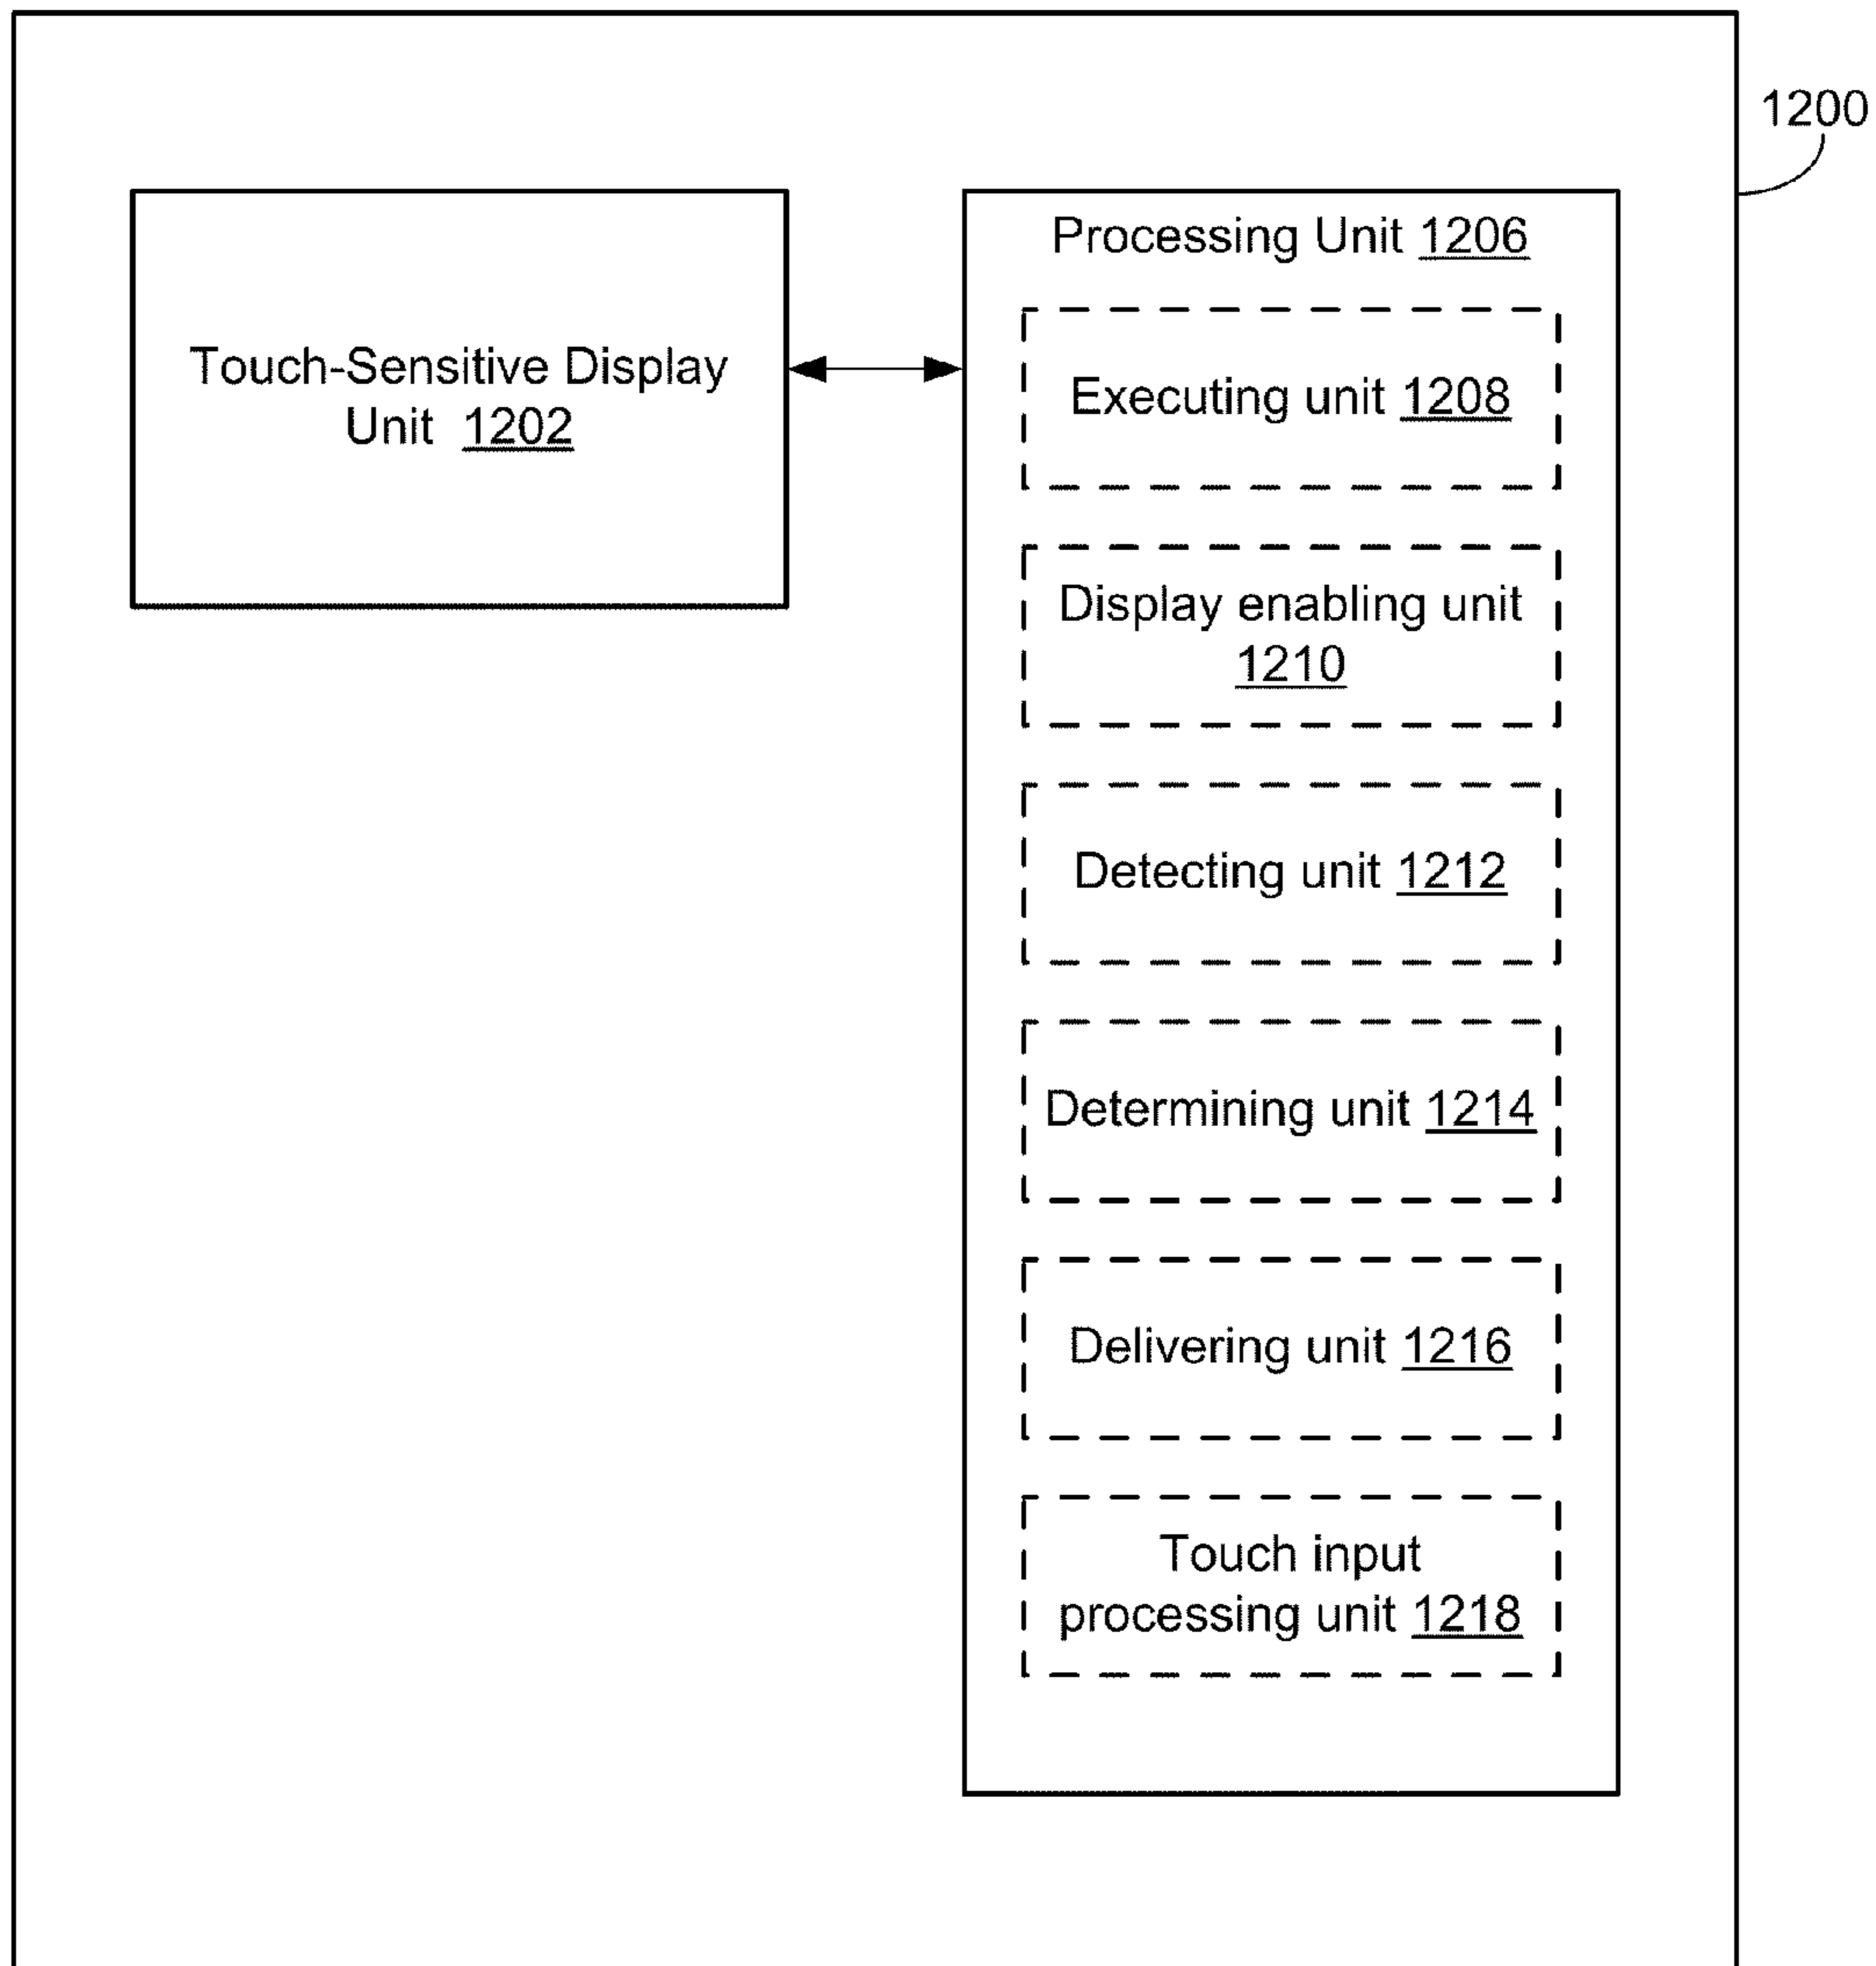 1200
Touch-Sensitive Display
Unit 1202
Processing Unit 1206
Executing unit 1208
Display enabling unit
1210
Detecting unit 1212
Determining unit 1214
Delivering unit 1216
Touch input
processing unit 1218